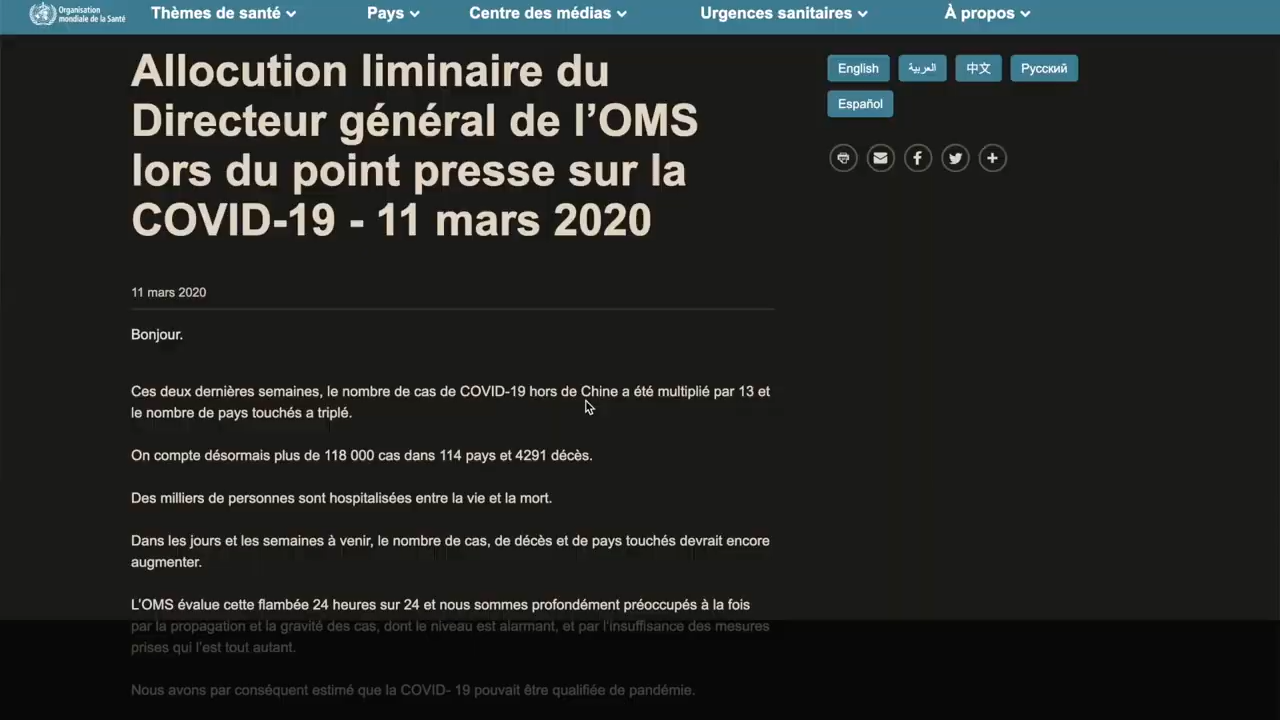 Organisation
mondiale de la Santé
Thèmes de santé
Pays
Centre des médias
Urgences sanitaires
À propos
Allocution liminaire du
Directeur général de l'OMS
lors du point presse sur la
COVID-19 - 11 mars 2020
English
العربية
中文
Русский
Español
11 mars 2020
Bonjour.
Ces deux dernières semaines, le nombre de cas de COVID-19 hors de Chine a été multiplié par 13 et
le nombre de pays touchés a triplé.
On compte désormais plus de 118 000 cas dans 114 pays et 4291 décès.
Des milliers de personnes sont hospitalisées entre la vie et la mort.
Dans les jours et les semaines à venir, le nombre de cas, de décès et de pays touchés devrait encore
augmenter.
L'OMS évalue cette flambée 24 heures sur 24 et nous sommes profondément préoccupés à la fois
par la propagation et la gravité des cas, dont le niveau est alarmant, et par l'insuffisance des mesures
prises qui l'est tout autant.
Nous avons par conséquent estimé que la COVID- 19 pouvait être qualifiée de pandémie.